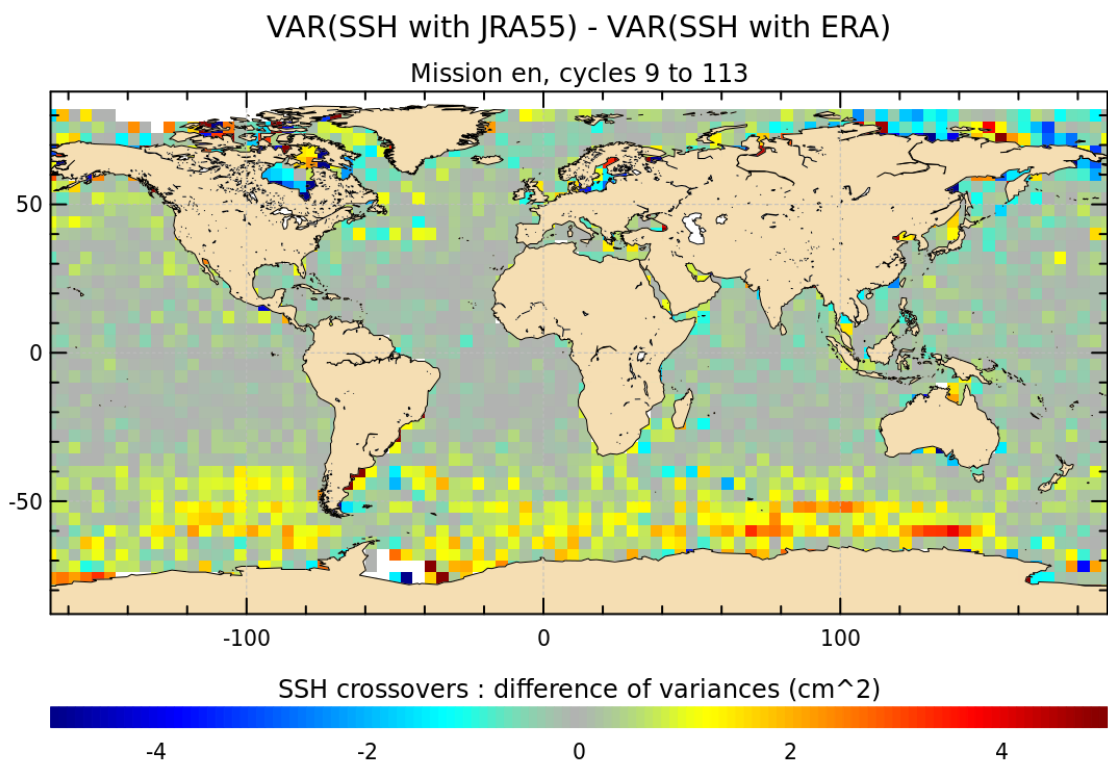 VAR(SSH with JRA55) - VAR(SSH with ERA)
Mission en, cycles 9 to 113
50
0
-50
-100 0 100
SSH crossovers : difference of variances (cm^2)
-4 -2 0 2 4